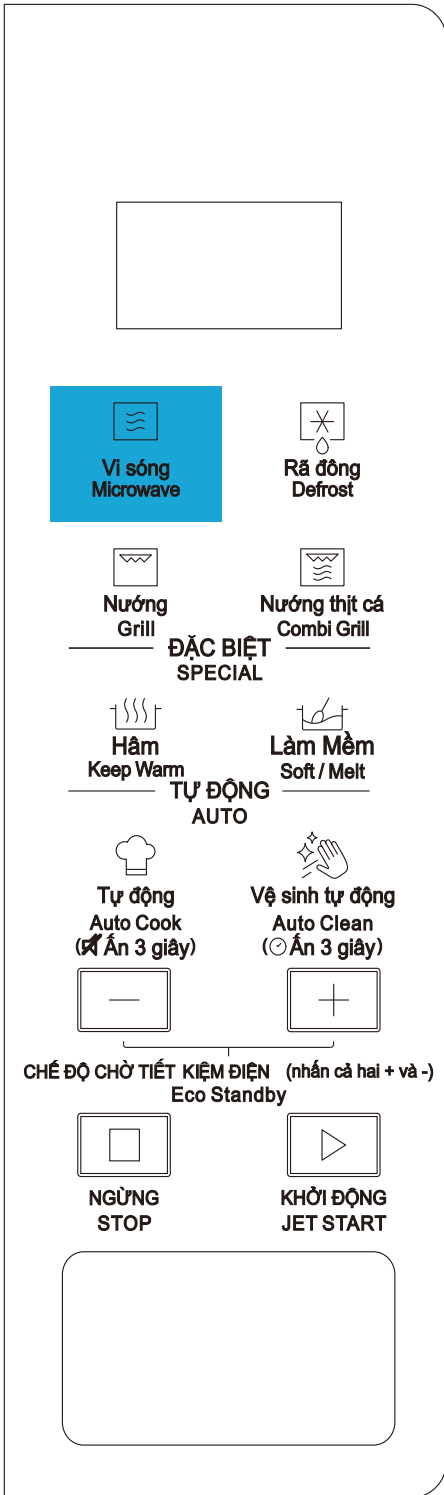 Vi sóng
Microwave
Rã đông
Defrost
Nướng
Grill
Nướng thịt cá
Combi Grill
ĐẶC BIỆT
SPECIAL
Hâm
Keep Warm
Làm Mềm
Soft / Melt
TỰ ĐỘNG
AUTO
Tự động
Auto Cook
(Ấn 3 giây)
Vệ sinh tự động
Auto Clean
(Ấn 3 giây)
CHẾ ĐỘ CHỜ TIẾT KIỆM ĐIỆN (nhấn cả hai + và -)
Eco Standby
NGỪNG
STOP
KHỞI ĐỘNG
JET START